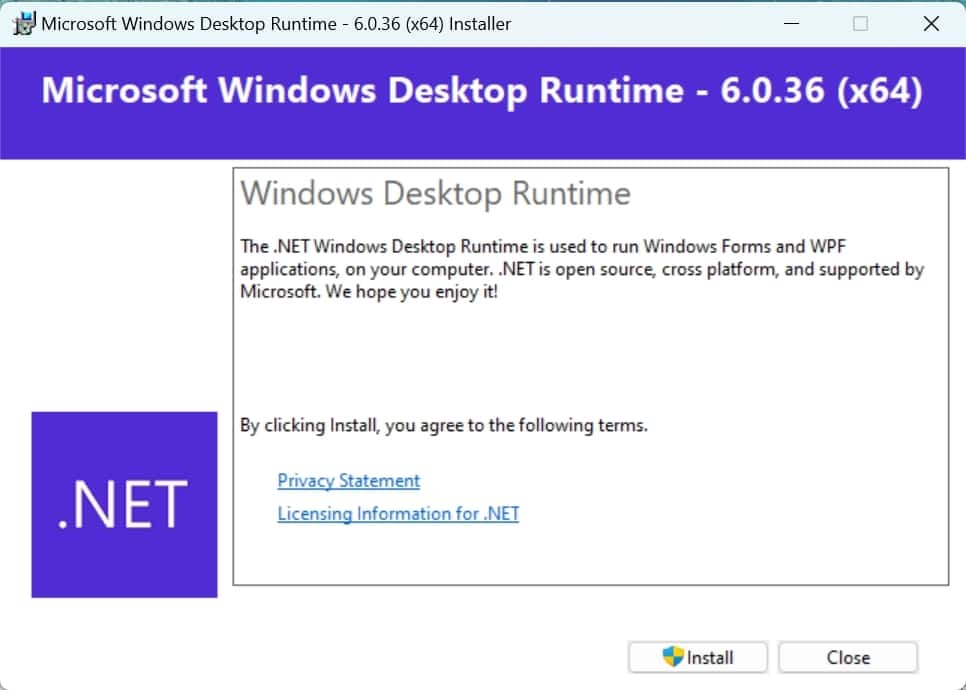 Microsoft Windows Desktop Runtime - 6.0.36 (x64) Installer
Microsoft Windows Desktop Runtime - 6.0.36 (x64)
Windows Desktop Runtime
The .NET Windows Desktop Runtime is used to run Windows Forms and WPF
applications, on your computer. .NET is open source, cross platform, and supported by
Microsoft. We hope you enjoy it!
By clicking Install, you agree to the following terms.
Privacy Statement
Licensing Information for .NET
.NET
Install
Close